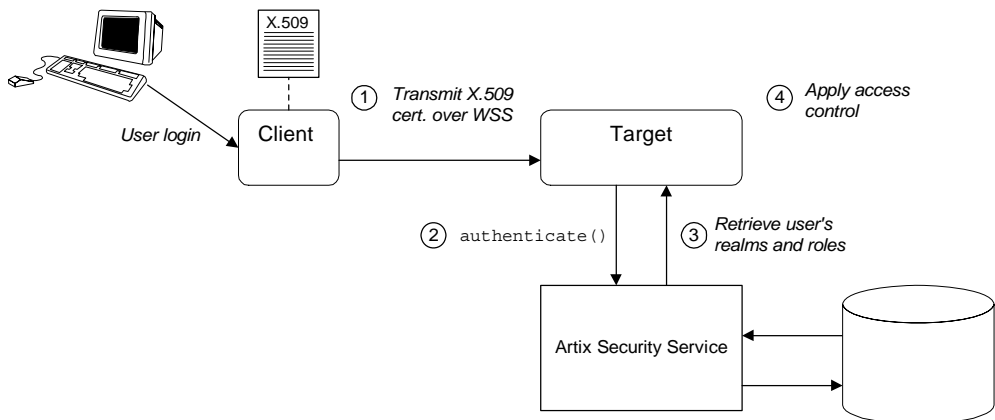 X.509
1
Transmit X.509
cert. over WSS
4
Apply access
control
User login
Client
Target
2
authenticate()
3
Retrieve user's
realms and roles
Artix Security Service